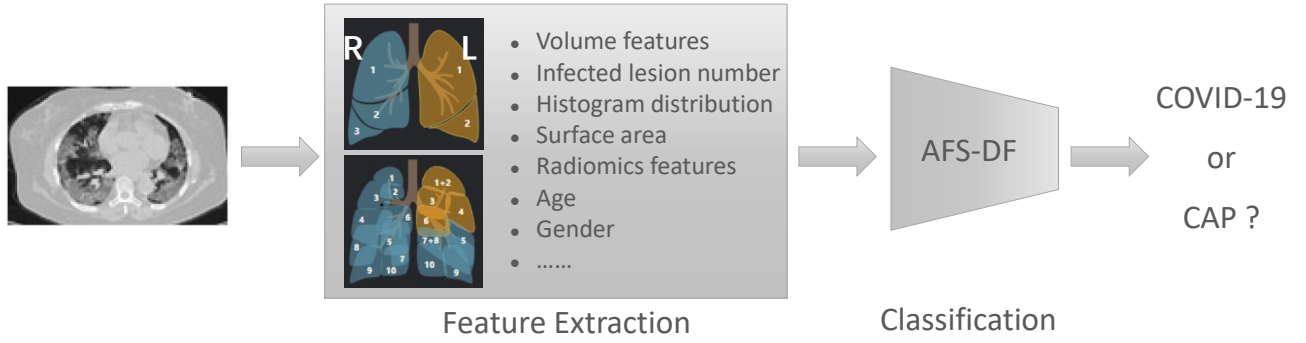 R L
1 1
2
3 2
1 1+2
2
3 3
4 4
6 6
5 7+8 5
8
7
9 10 10 9
• Volume features
• Infected lesion number
• Histogram distribution
• Surface area
• Radiomics features
• Age
• Gender
• ......
Feature Extraction
AFS-DF
Classification
COVID-19
or
CAP ?